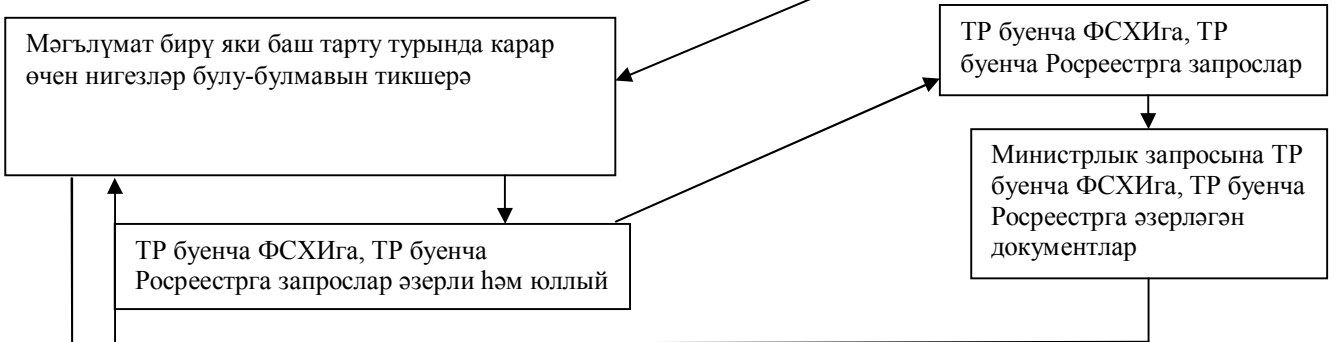 Мәгълүмат бирү яки баш тарту турында карар
өчен нигезләр булу-булмавын тикшерә
ТР буенча ФСХИга, ТР буенча
Росреестрга запрослар әзерли һәм юллый
ТР буенча ФСХИга, ТР
буенча Росреестрга запрослар
Министрлык запросына ТР
буенча ФСХИга, ТР буенча
Росреестрга әзерләгән
документлар